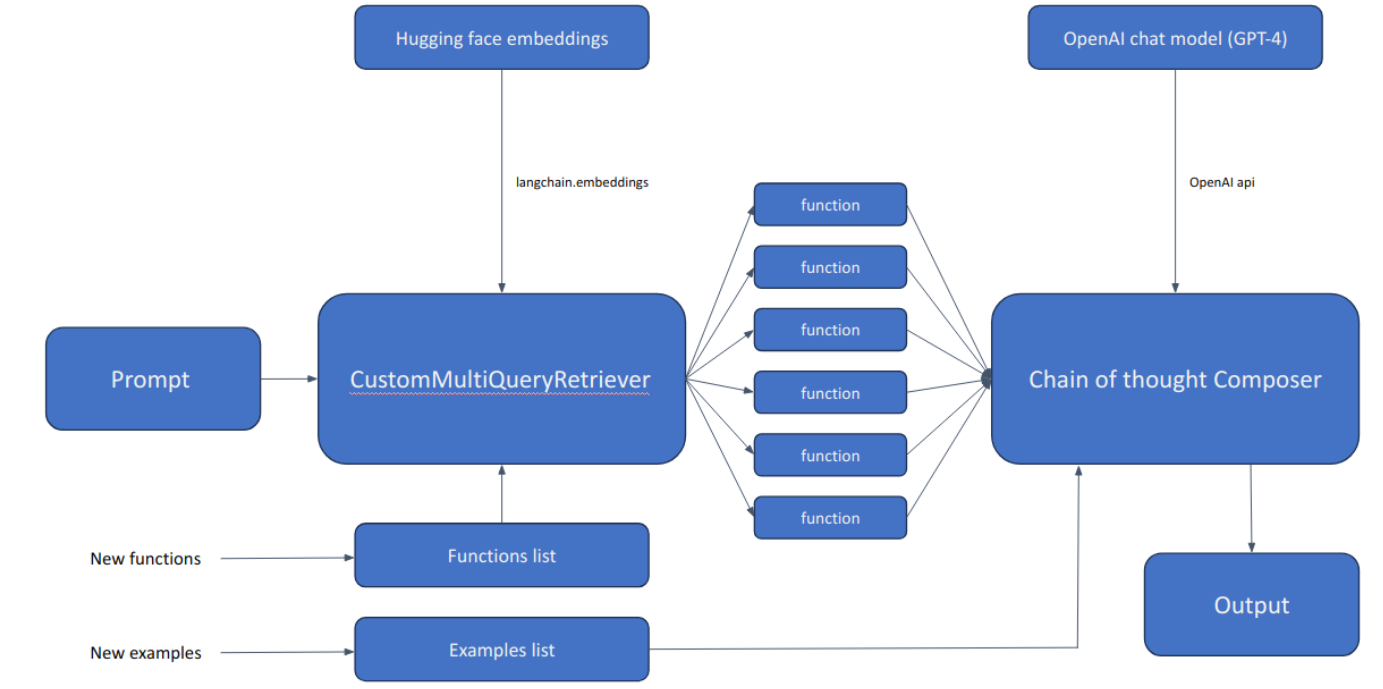 Hugging face embeddings
OpenAI chat model (GPT-4)
langchain.embeddings
OpenAI api
function
function
function
function
function
function
Prompt
CustomMultiQueryRetriever
Chain of thought Composer
New functions
Functions list
New examples
Examples list
Output